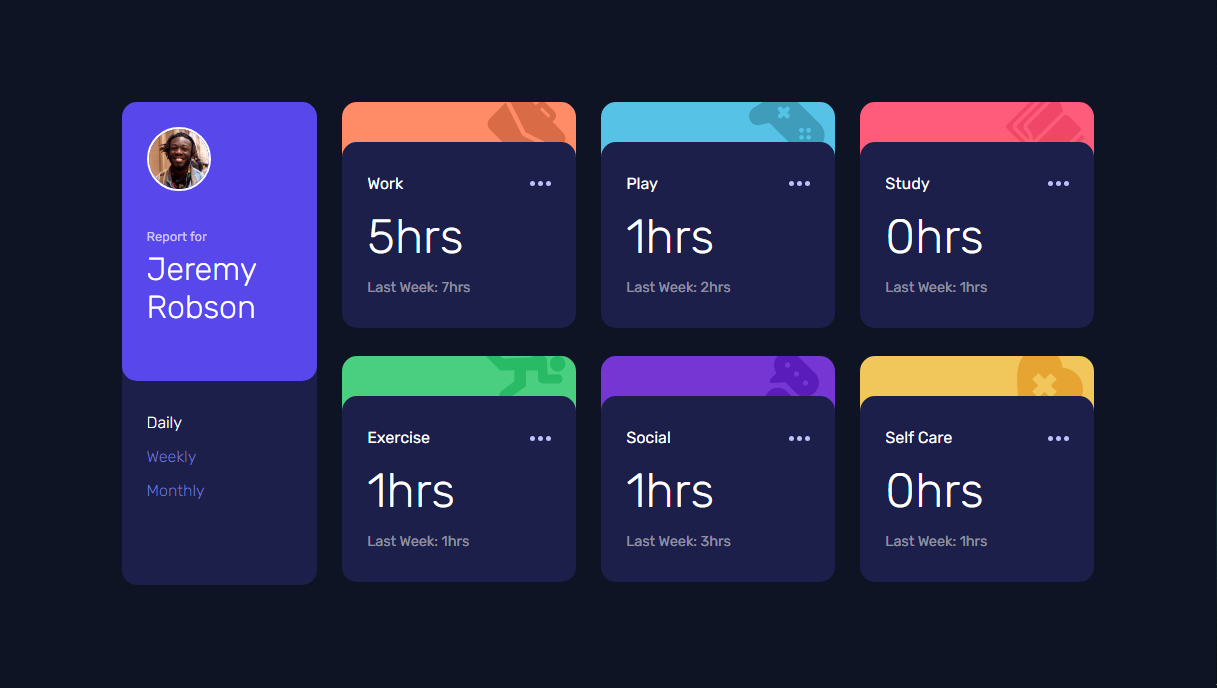 Report for
Jeremy
Robson
Daily
Weekly
Monthly
Work
5hrs
Last Week: 7hrs
Play
1hrs
Last Week: 2hrs
Study
0hrs
Last Week: 1hrs
Exercise
1hrs
Last Week: 1hrs
Social
1hrs
Last Week: 3hrs
Self Care
0hrs
Last Week: 1hrs